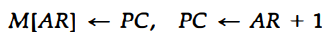 M[AR] ← PC, PC ← AR + 1